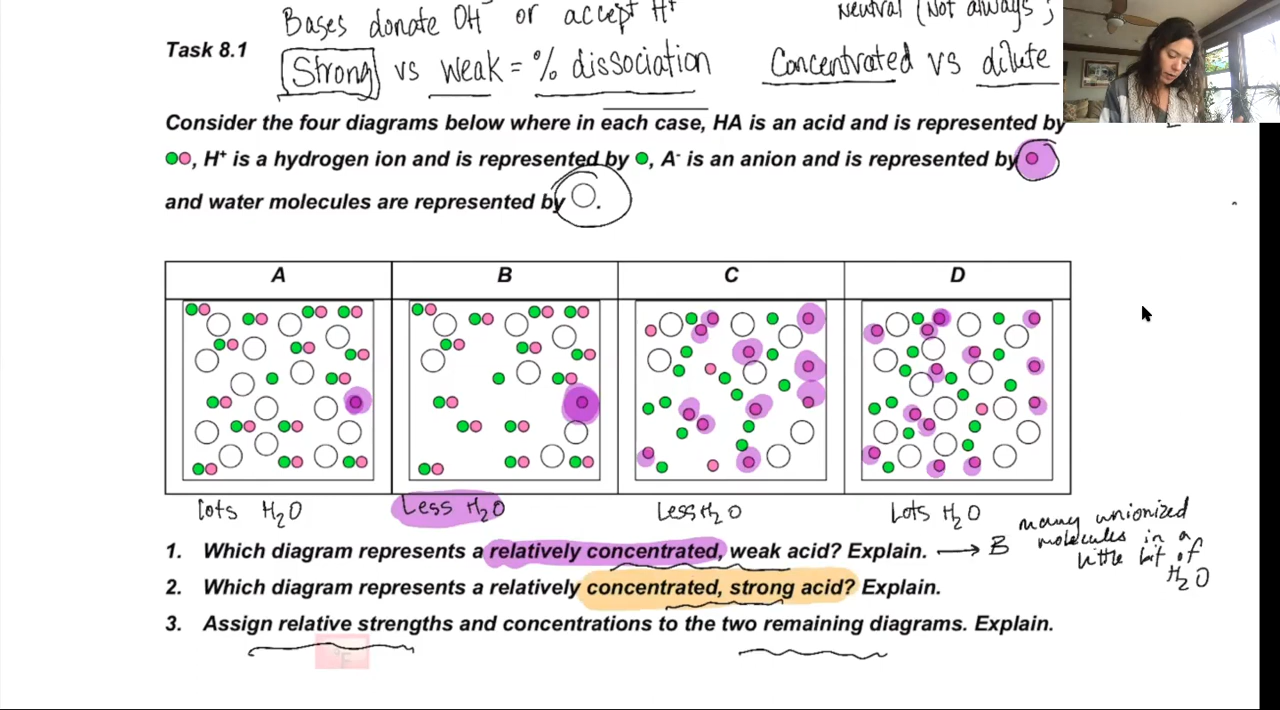 Bases donate OH⁻ or accept H⁺ Neutral (Not always)
Task 8.1
Strong vs weak = % dissociation Concentrated vs dilute
Consider the four diagrams below where in each case, HA is an acid and is represented by
, H⁺ is a hydrogen ion and is represented by , A⁻ is an anion and is represented by
and water molecules are represented by .
A B C D
Lots H₂O Less H₂O Less H₂O Lots H₂O
1. Which diagram represents a relatively concentrated, weak acid? Explain. → B many unionized
molecules in a
little bit of
H₂O
2. Which diagram represents a relatively concentrated, strong acid? Explain.
3. Assign relative strengths and concentrations to the two remaining diagrams. Explain.